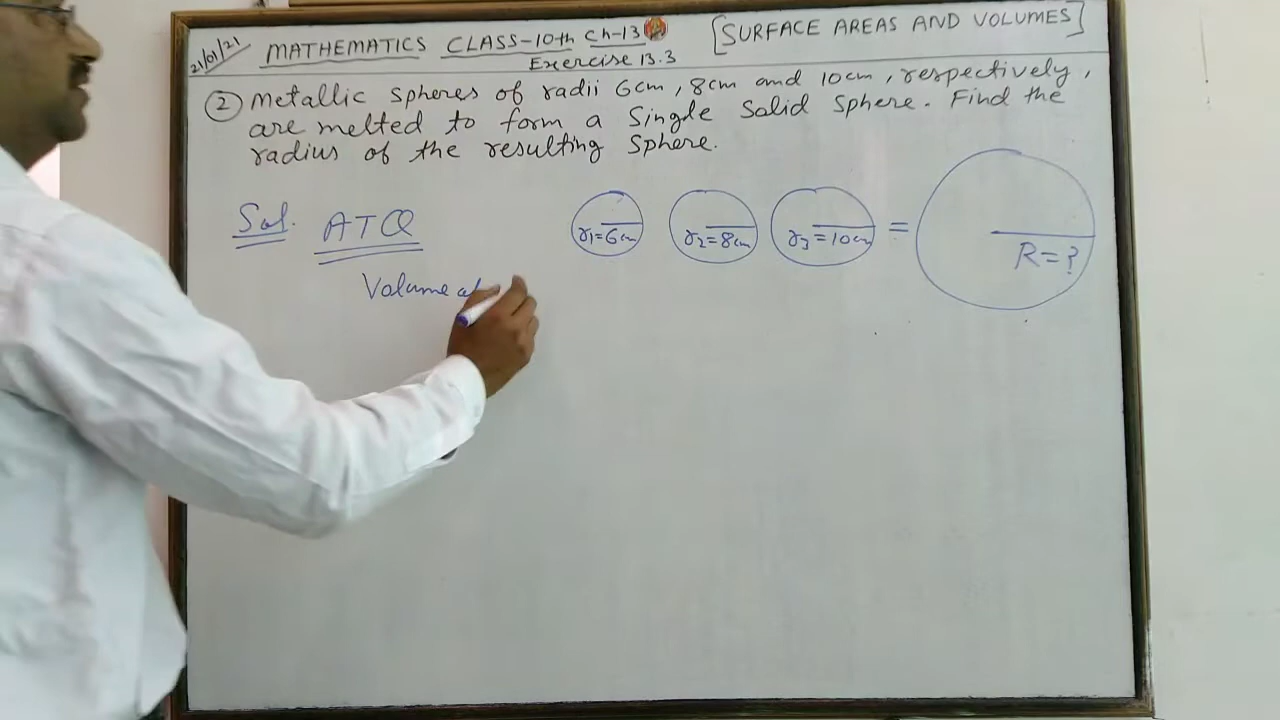 21/01/21 MATHEMATICS CLASS-10th Ch-13 [SURFACE AREAS AND VOLUMES]
Exercise 13.3
② Metallic spheres of radii 6cm, 8cm and 10cm, respectively,
are melted to form a Single Solid Sphere. Find the
radius of the resulting Sphere.
Sol. ATQ
r1=6cm r2=8cm r3=10cm = R=?
Volume of